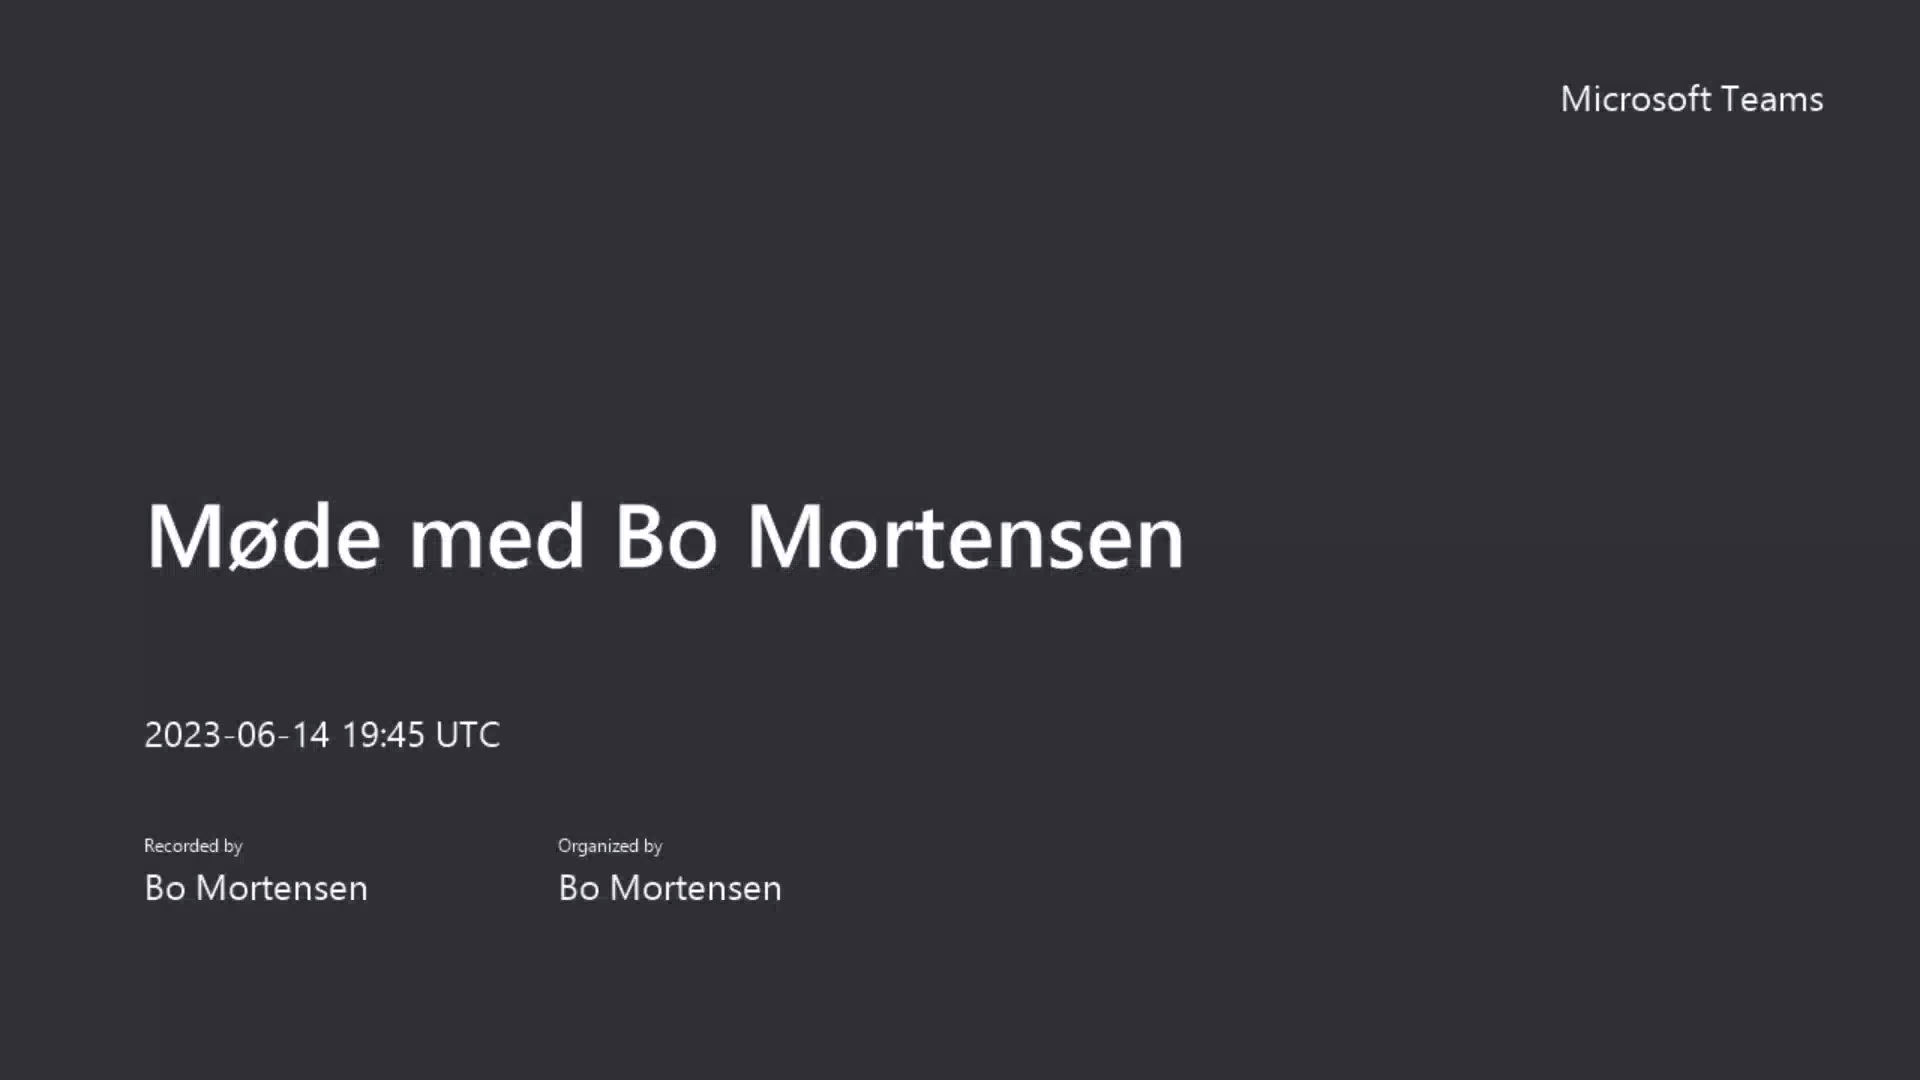 Microsoft Teams
Møde med Bo Mortensen
2023-06-14 19:45 UTC
Recorded by
Bo Mortensen
Organized by
Bo Mortensen